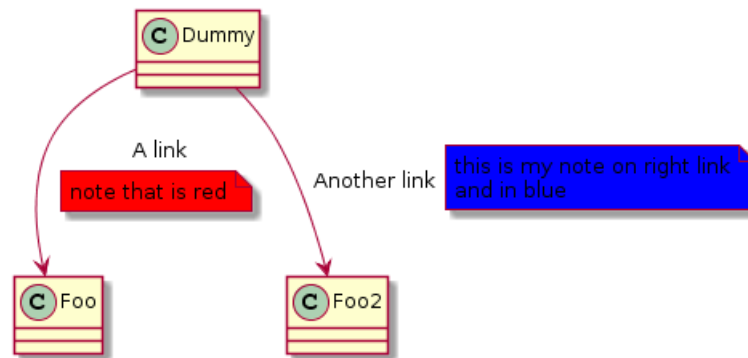 C Dummy
A link
note that is red
Another link
this is my note on right link
and in blue
C Foo
C Foo2